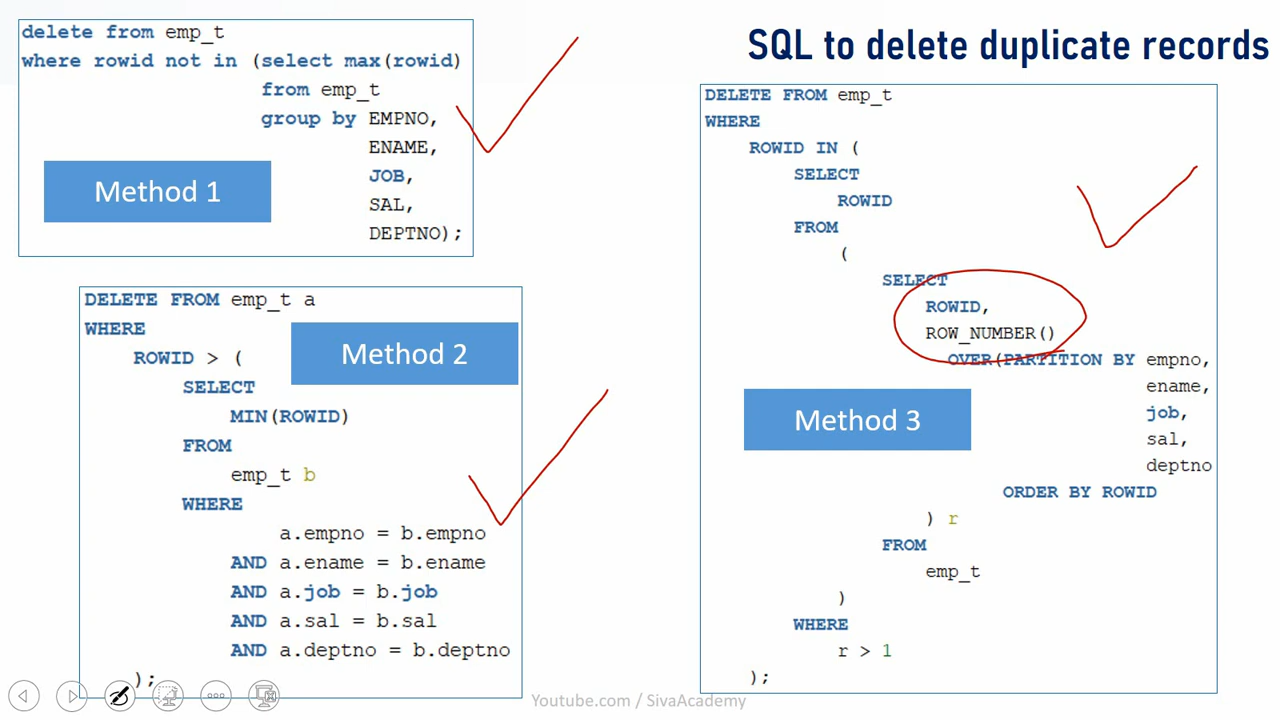 SQL to delete duplicate records
delete from emp_t
where rowid not in (select max(rowid)
from emp_t
group by EMPNO,
ENAME,
JOB,
SAL,
DEPTNO);
Method 1
DELETE FROM emp_t a
WHERE
ROWID > (
SELECT
MIN(ROWID)
FROM
emp_t b
WHERE
a.empno = b.empno
AND a.ename = b.ename
AND a.job = b.job
AND a.sal = b.sal
AND a.deptno = b.deptno
);
Method 2
DELETE FROM emp_t
WHERE
ROWID IN (
SELECT
ROWID
FROM
(
SELECT
ROWID,
ROW_NUMBER()
OVER(PARTITION BY empno,
ename,
job,
sal,
deptno
ORDER BY ROWID
) r
FROM
emp_t
)
WHERE
r > 1
);
Method 3
Youtube.com / SivaAcademy